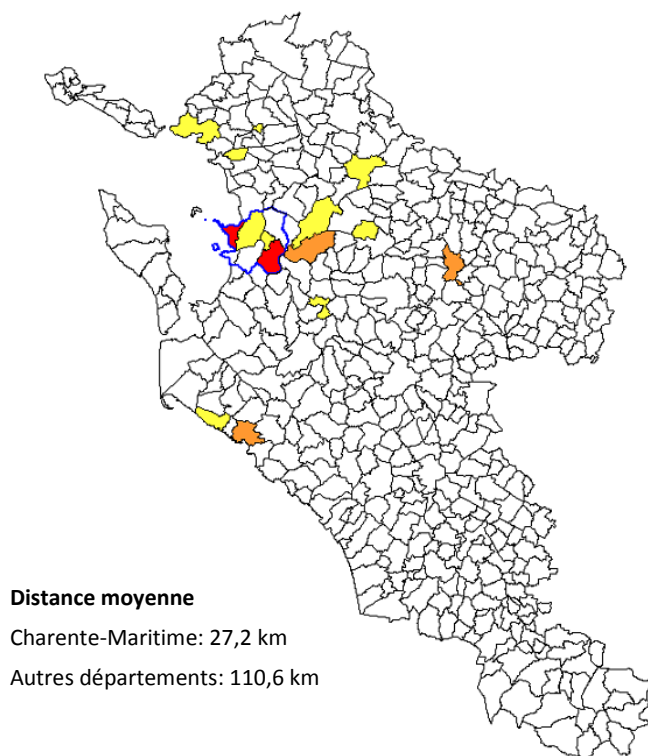 Distance moyenne
Charente-Maritime: 27,2 km
Autres départements: 110,6 km